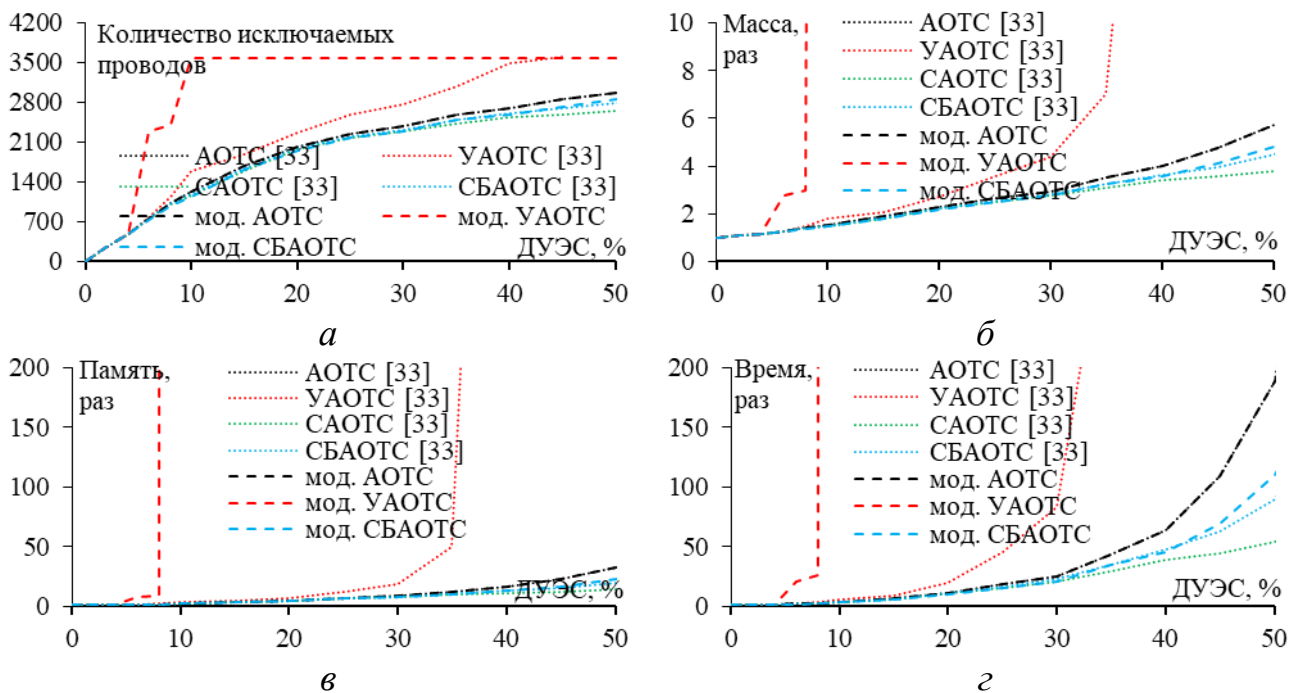 4200
3500
2800
2100
1400
700
0
Количество исключаемых
проводов
АОТС [33]
УАОТС [33]
САОТС [33]
СБАОТС [33]
мод. АОТС
мод. УАОТС
мод. СБАОТС
ДУЭС, %
0 10 20 30 40 50
а
10
8
6
4
2
0
Масса,
раз
АОТС [33]
УАОТС [33]
САОТС [33]
СБАОТС [33]
мод. АОТС
мод. УАОТС
мод. СБАОТС
ДУЭС, %
0 10 20 30 40 50
б
200
150
100
50
0
Память,
раз
АОТС [33]
УАОТС [33]
САОТС [33]
СБАОТС [33]
мод. АОТС
мод. УАОТС
мод. СБАОТС
ДУЭС, %
0 10 20 30 40 50
в
200
150
100
50
0
Время,
раз
АОТС [33]
УАОТС [33]
САОТС [33]
СБАОТС [33]
мод. АОТС
мод. УАОТС
мод. СБАОТС
ДУЭС, %
0 10 20 30 40 50
г